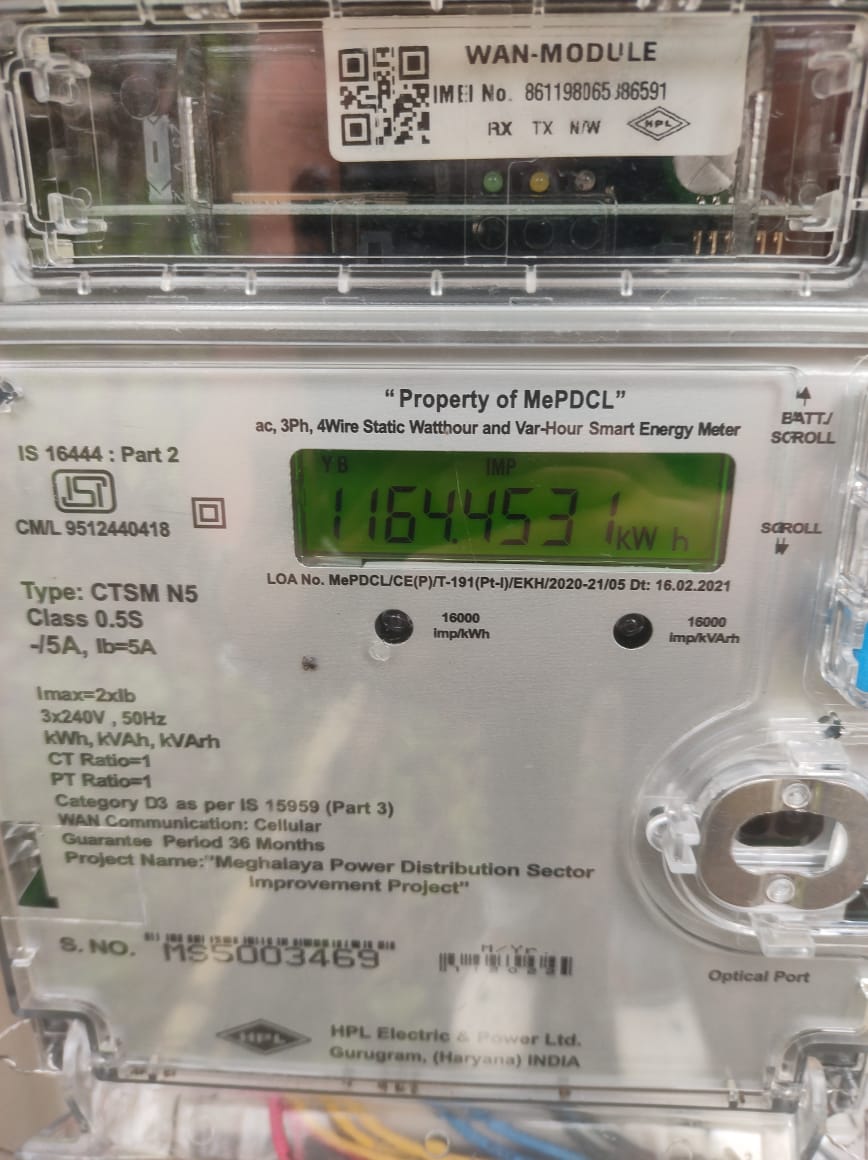 WAN-MODULE
IMEI No.
RX TX N/W
HPL
"Property of MePDCL"
ac, 3Ph, 4Wire Static Watthour and Var-Hour Smart Energy Meter
BATT./
SCROLL
IS 16444 : Part 2
ISI
CM/L 9512440418
YB IMP
1164.4531 kW h
SCROLL
LOA No. MePDCL/CE(P)/T-191(Pt-I)/EKH/2020-21/05 Dt: 16.02.2021
Type: CTSM N5
Class 0.5S
-/5A, Ib=5A
16000
imp/kWh
16000
imp/kVArh
Imax=2xIb
3x240V , 50Hz
kWh, kVAh, kVArh
CT Ratio=1
PT Ratio=1
Category D3 as per IS 15959 (Part 3)
WAN Communication: Cellular
Guarantee Period 36 Months
Project Name:"Meghalaya Power Distribution Sector
Improvement Project"
S. NO. MS5003469
M/Yr
Optical Port
HPL
HPL Electric & Power Ltd.
Gurugram, (Haryana) INDIA